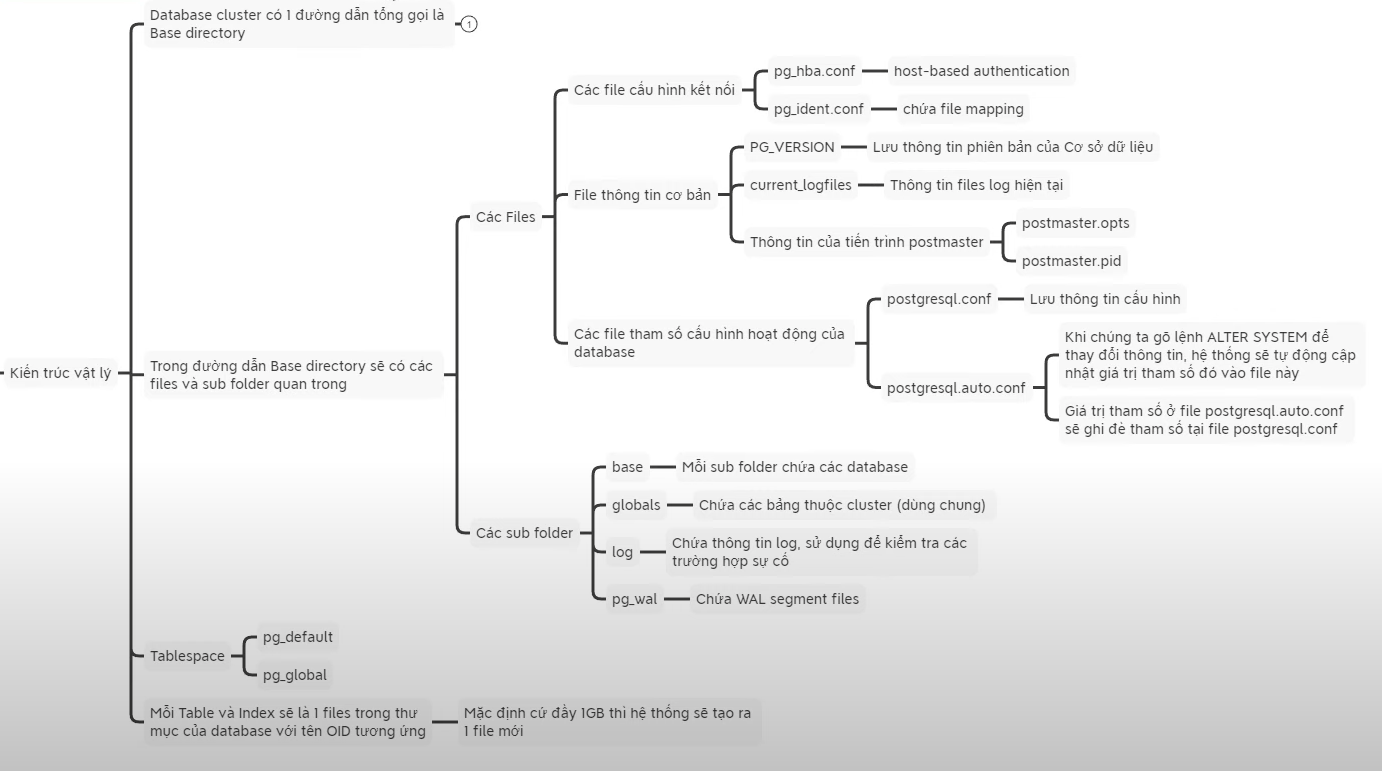 Database cluster có 1 đường dẫn tổng gọi là
Base directory
1
pg_hba.conf
host-based authentication
Các file cấu hình kết nối
pg_ident.conf
chứa file mapping
PG_VERSION
Lưu thông tin phiên bản của Cơ sở dữ liệu
File thông tin cơ bản
current_logfiles
Thông tin files log hiện tại
Các Files
postmaster.opts
Thông tin của tiến trình postmaster
postmaster.pid
postgresql.conf
Lưu thông tin cấu hình
Các file tham số cấu hình hoạt động của
database
Khi chúng ta gõ lệnh ALTER SYSTEM để
thay đổi thông tin, hệ thống sẽ tự động cập
nhật giá trị tham số đó vào file này
Kiến trúc vật lý
Trong đường dẫn Base directory sẽ có các
files và sub folder quan trong
postgresql.auto.conf
Giá trị tham số ở file postgresql.auto.conf
sẽ ghi đè tham số tại file postgresql.conf
base
Mỗi sub folder chứa các database
globals
Chứa các bảng thuộc cluster (dùng chung)
Các sub folder
log
Chứa thông tin log, sử dụng để kiểm tra các
trường hợp sự cố
pg_wal
Chứa WAL segment files
pg_default
Tablespace
pg_global
Mỗi Table và Index sẽ là 1 files trong thư
mục của database với tên OID tương ứng
Mặc định cứ đầy 1GB thì hệ thống sẽ tạo ra
1 file mới